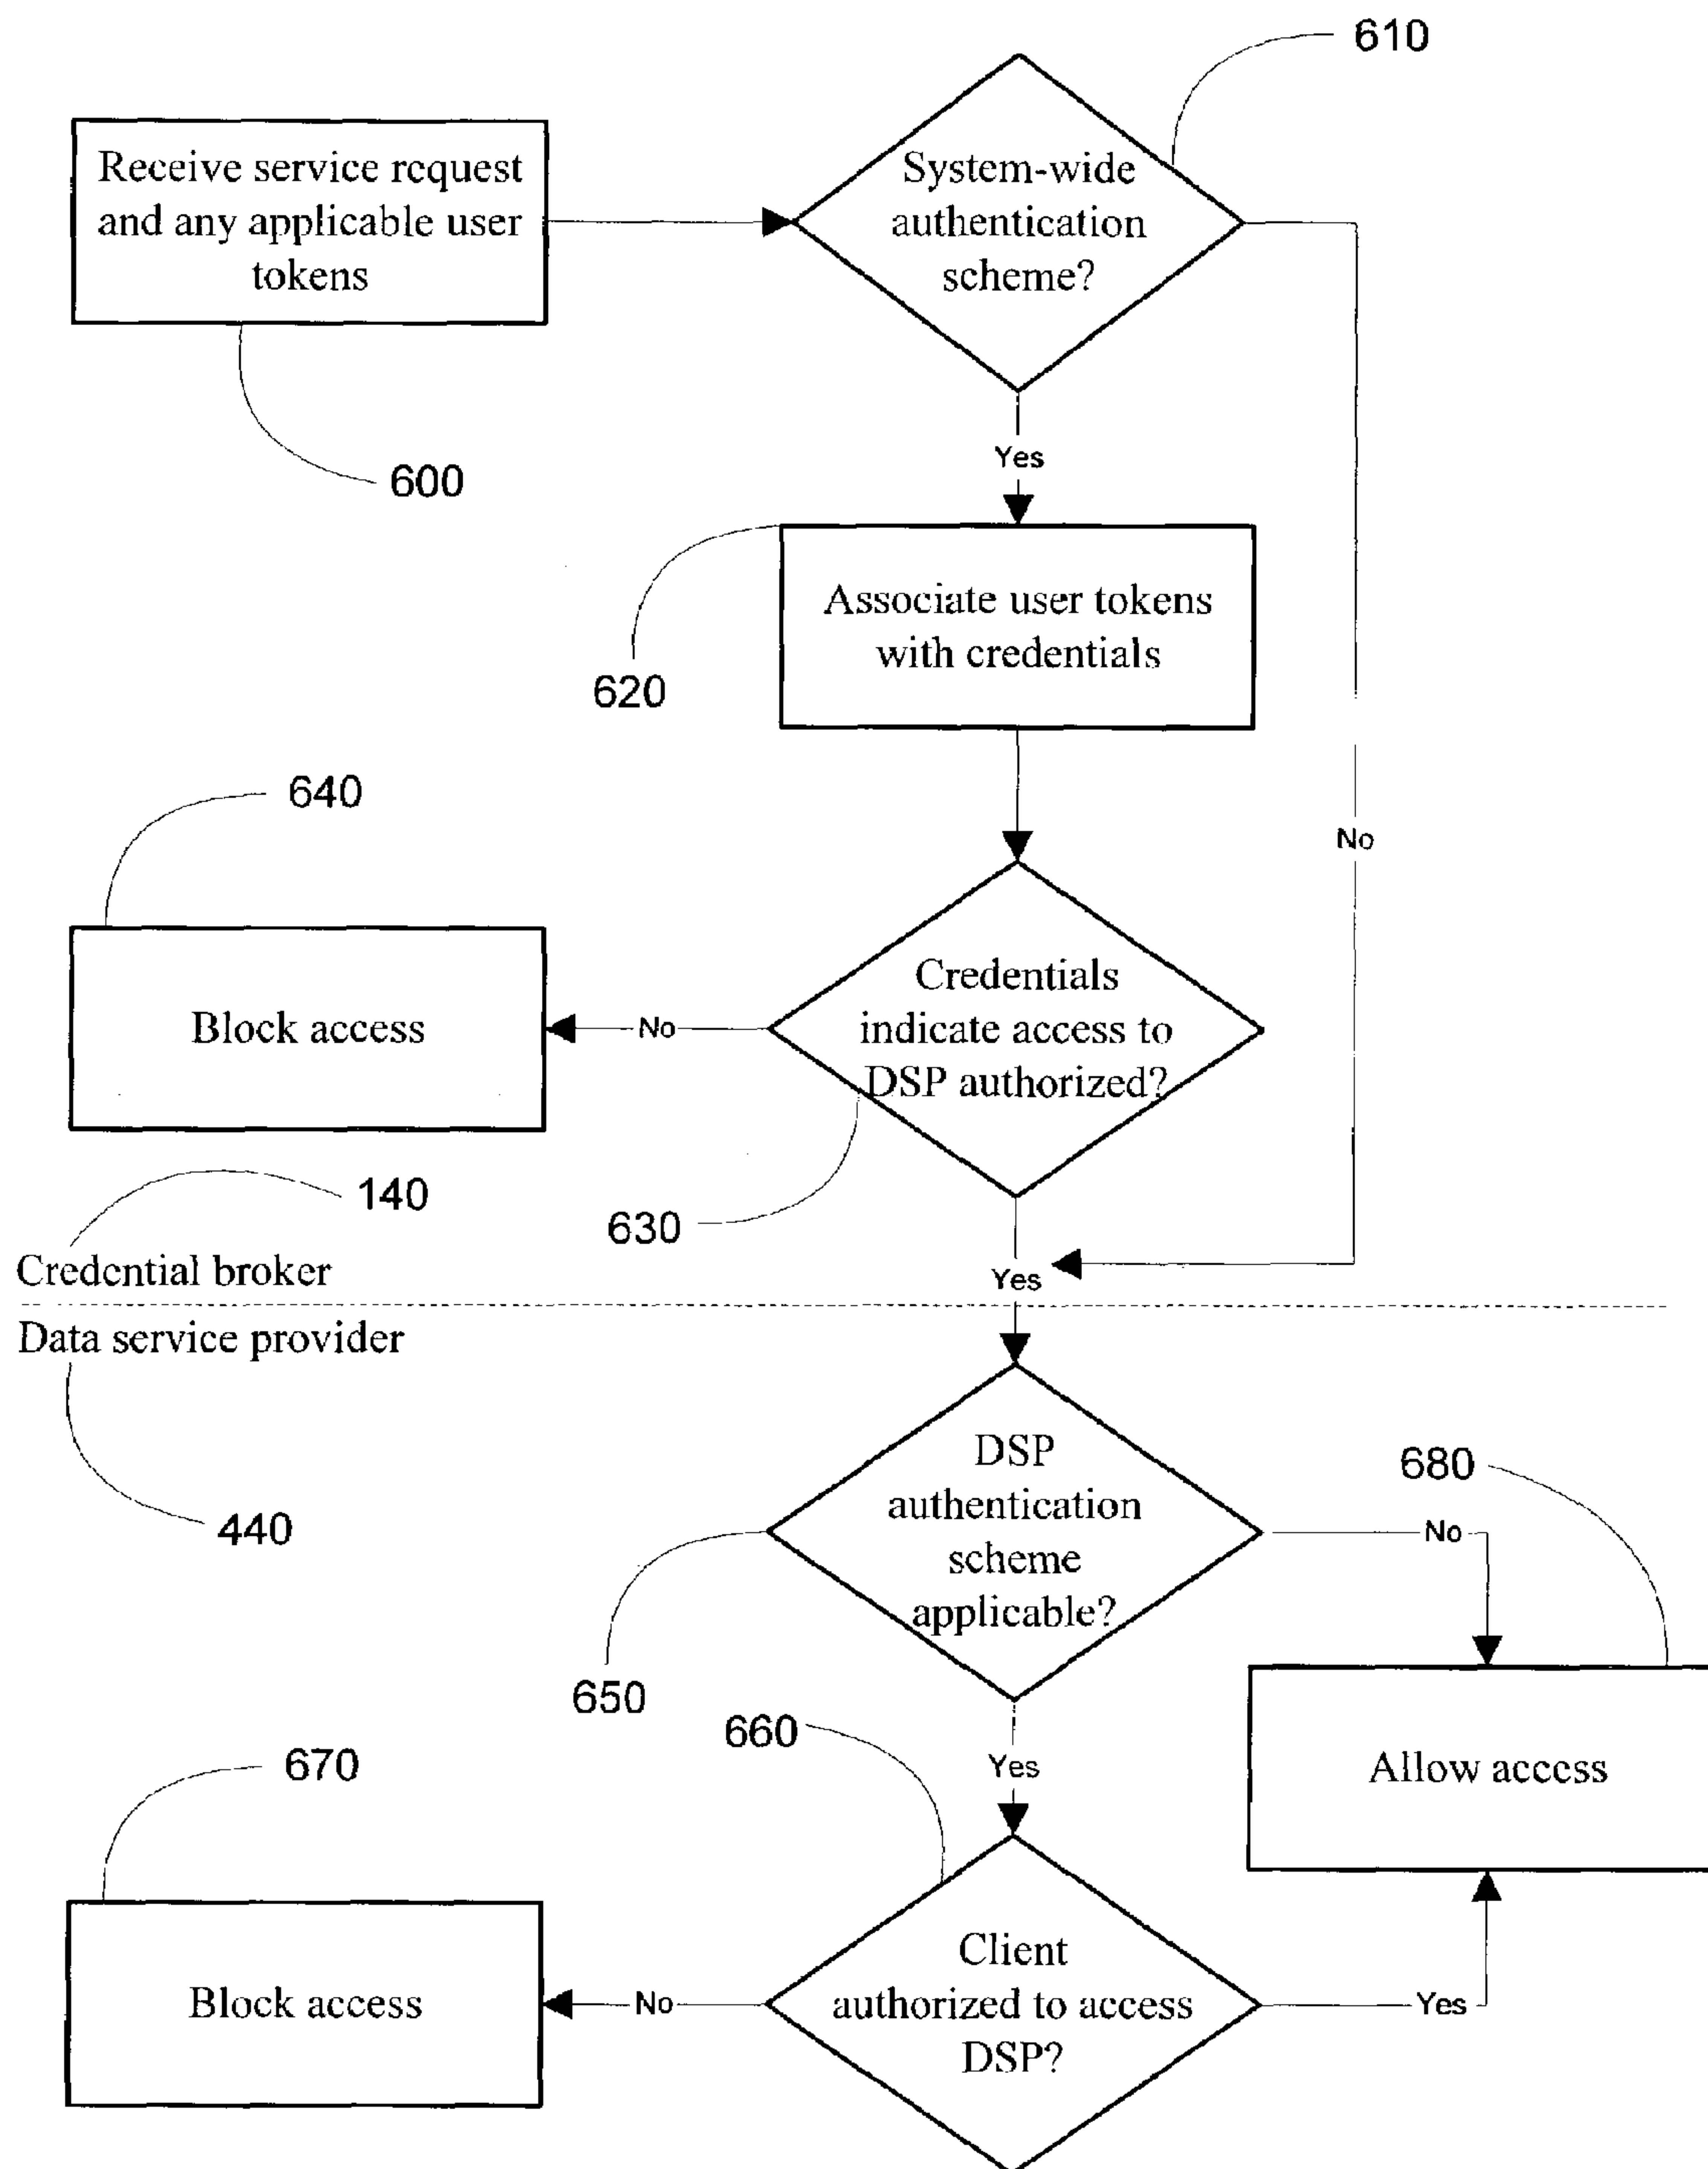 610
Receive service request
and any applicable user
tokens
System-wide
authentication
scheme?
600
Yes
Associate user tokens
with credentials
620
640
No
Credentials
indicate access to
DSP authorized?
Block access
No
140
630
Credential broker
Yes
Data service provider
DSP
authentication
scheme
applicable?
680
No
440
650
660
Yes
Allow access
670
Client
authorized to access
DSP?
Block access
No
Yes